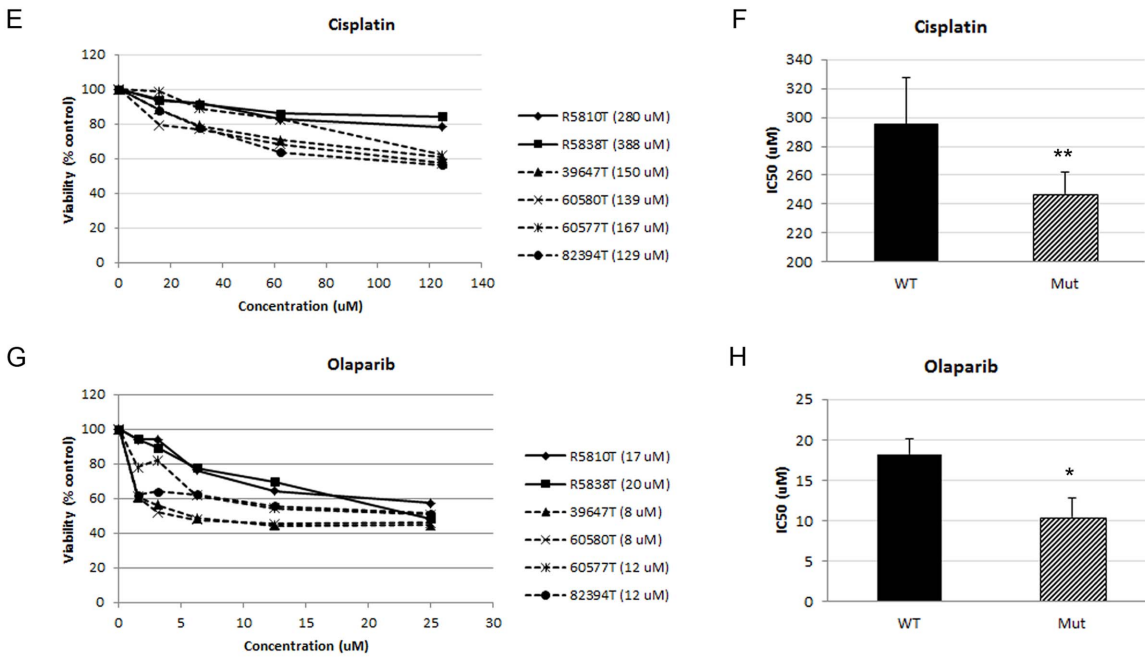 E
Cisplatin
Viability (% control)
120
100
80
60
40
20
0
0 20 40 60 80 100 120 140
Concentration (uM)
R5810T (280 uM)
R5838T (388 uM)
39647T (150 uM)
60580T (139 uM)
60577T (167 uM)
82394T (129 uM)
F
Cisplatin
IC50 (uM)
340
320
300
280
260
240
220
200
**
WT Mut
G
Olaparib
Viability (% control)
120
100
80
60
40
20
0
0 5 10 15 20 25 30
Concentration (uM)
R5810T (17 uM)
R5838T (20 uM)
39647T (8 uM)
60580T (8 uM)
60577T (12 uM)
82394T (12 uM)
H
Olaparib
IC50 (uM)
25
20
15
10
5
0
*
WT Mut